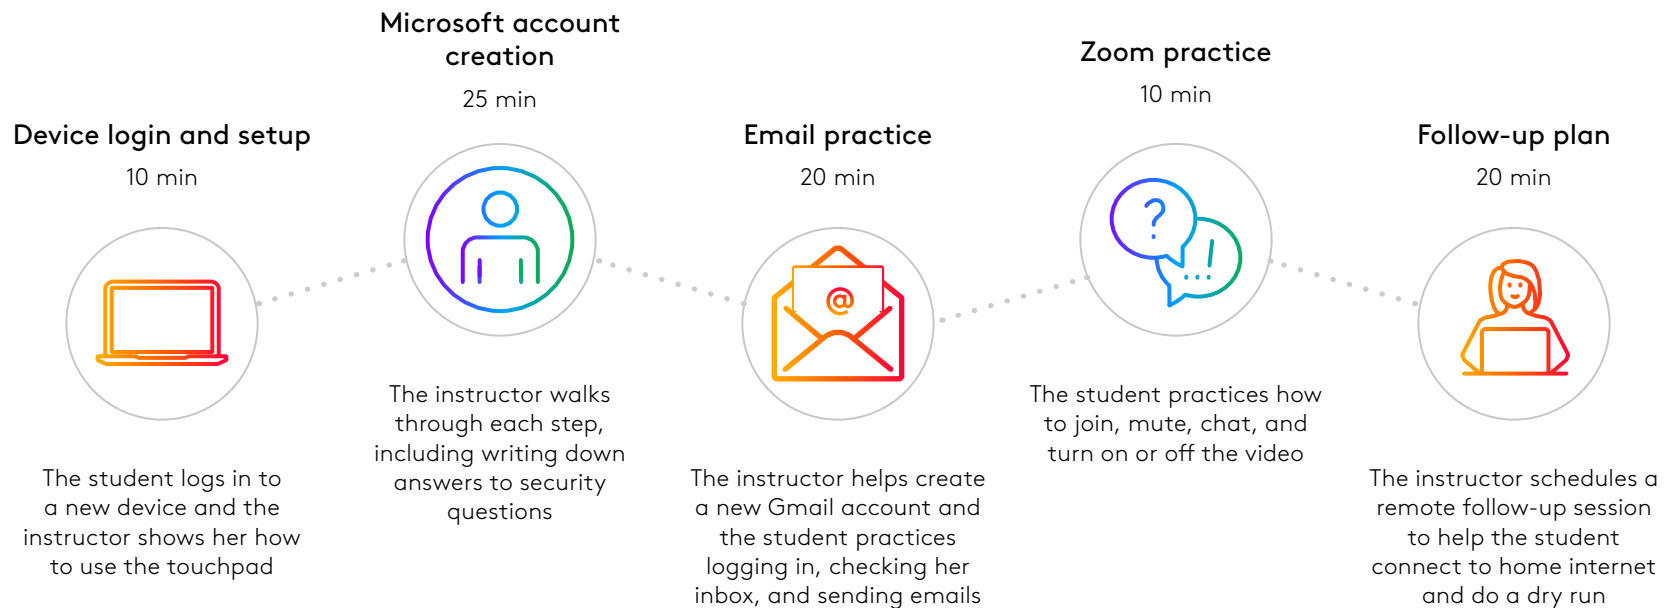 Device login and setup
10 min
The student logs in to
a new device and the
instructor shows her how
to use the touchpad
Microsoft account
creation
25 min
The instructor walks
through each step,
including writing down
answers to security
questions
Email practice
20 min
@
The instructor helps create
a new Gmail account and
the student practices
logging in, checking her
inbox, and sending emails
Zoom practice
10 min
?
...!
The student practices how
to join, mute, chat, and
turn on or off the video
Follow-up plan
20 min
The instructor schedules a
remote follow-up session
to help the student
connect to home internet
and do a dry run